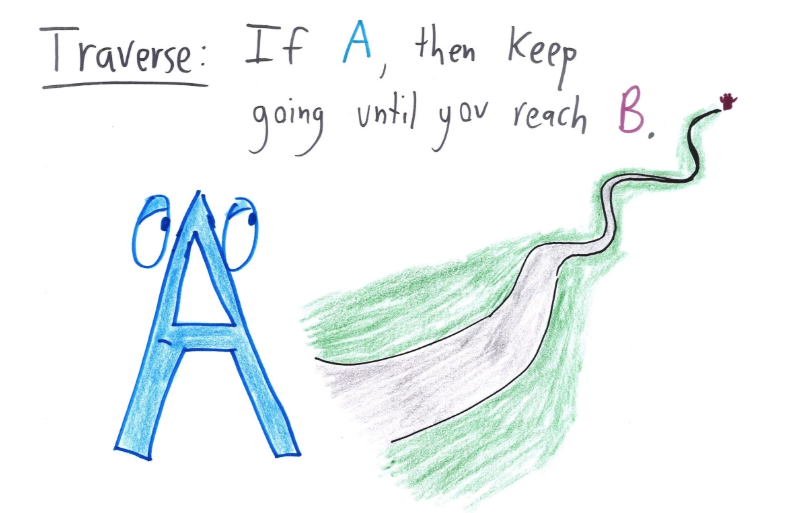 Traverse: If A, then keep
going until you reach B.
A